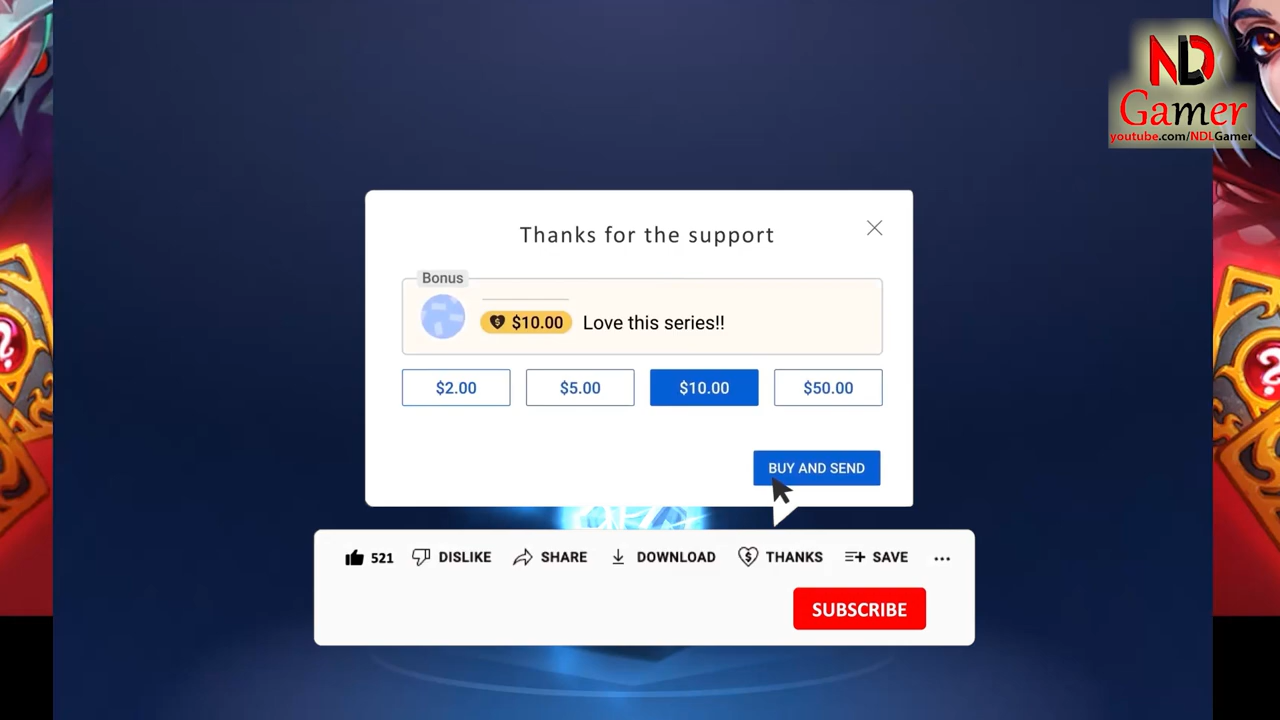 NDL
Gamer
youtube.com/NDLGamer
Thanks for the support
Bonus
$10.00 Love this series!!
$2.00 $5.00 $10.00 $50.00
BUY AND SEND
521 DISLIKE SHARE DOWNLOAD THANKS SAVE ...
SUBSCRIBE
? ?